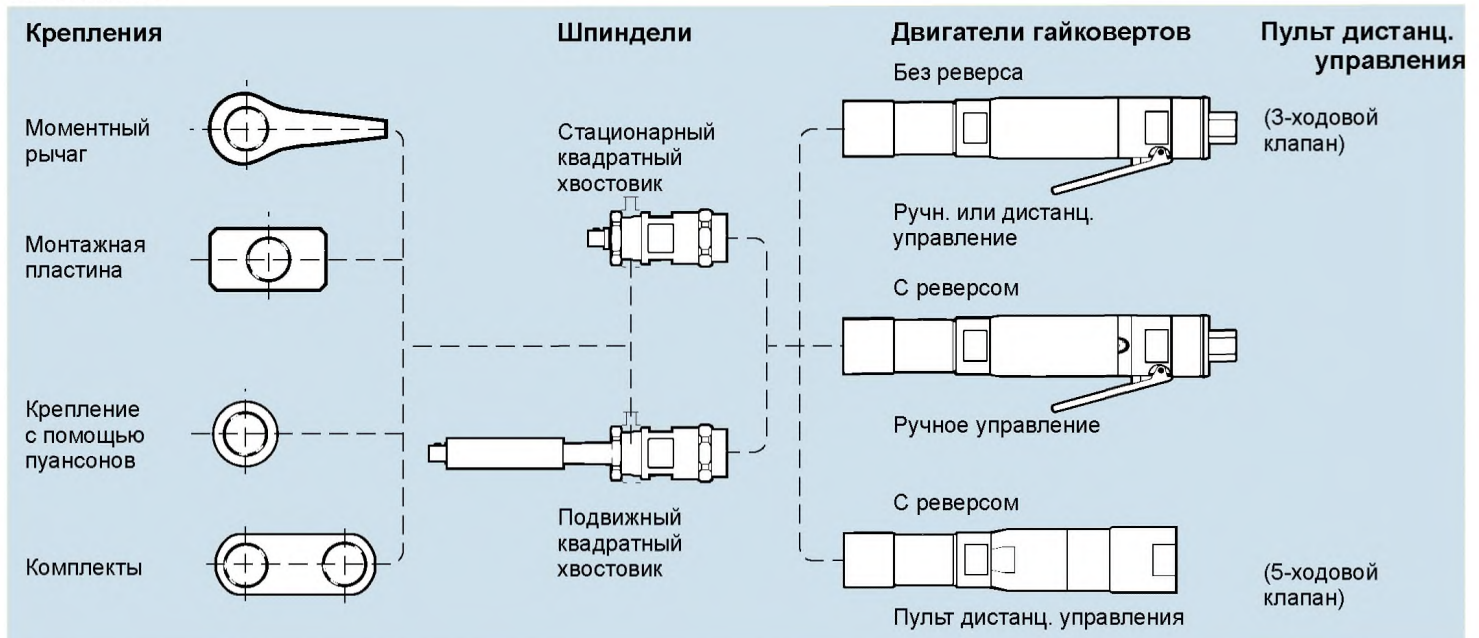 Крепления
Моментный
рычаг
Монтажная
пластина
Крепление
с помощью
пуансонов
Комплекты
Шпиндели
Стационарный
квадратный
хвостовик
Подвижный
квадратный
хвостовик
Двигатели гайковертов
Без реверса
Ручн. или дистанц.
управление
С реверсом
Ручное управление
С реверсом
Пульт дистанц. управления
Пульт дистанц.
управления
(3-ходовой
клапан)
(5-ходовой
клапан)